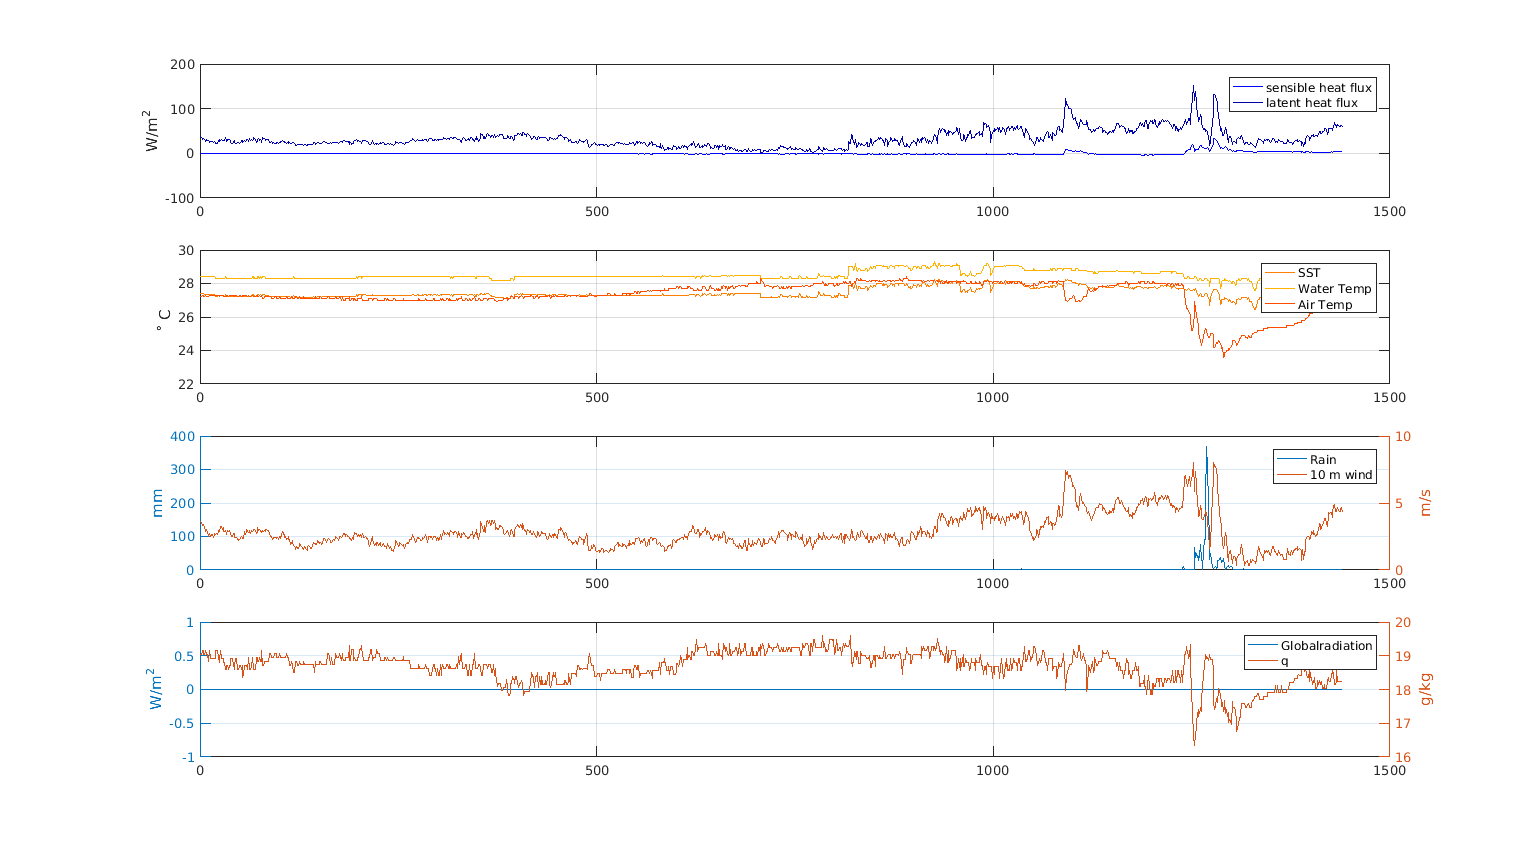 200
100
0
-100
W/m2
sensible heat flux
latent heat flux
0 500 1000 1500
30
28
26
24
22
° C
SST
Water Temp
Air Temp
0 500 1000 1500
400
300
200
100
0
mm
Rain
10 m wind
10
5
0
m/s
0 500 1000 1500
1
0.5
0
-0.5
-1
W/m2
Globalradiation
q
20
19
18
17
16
g/kg
0 500 1000 1500